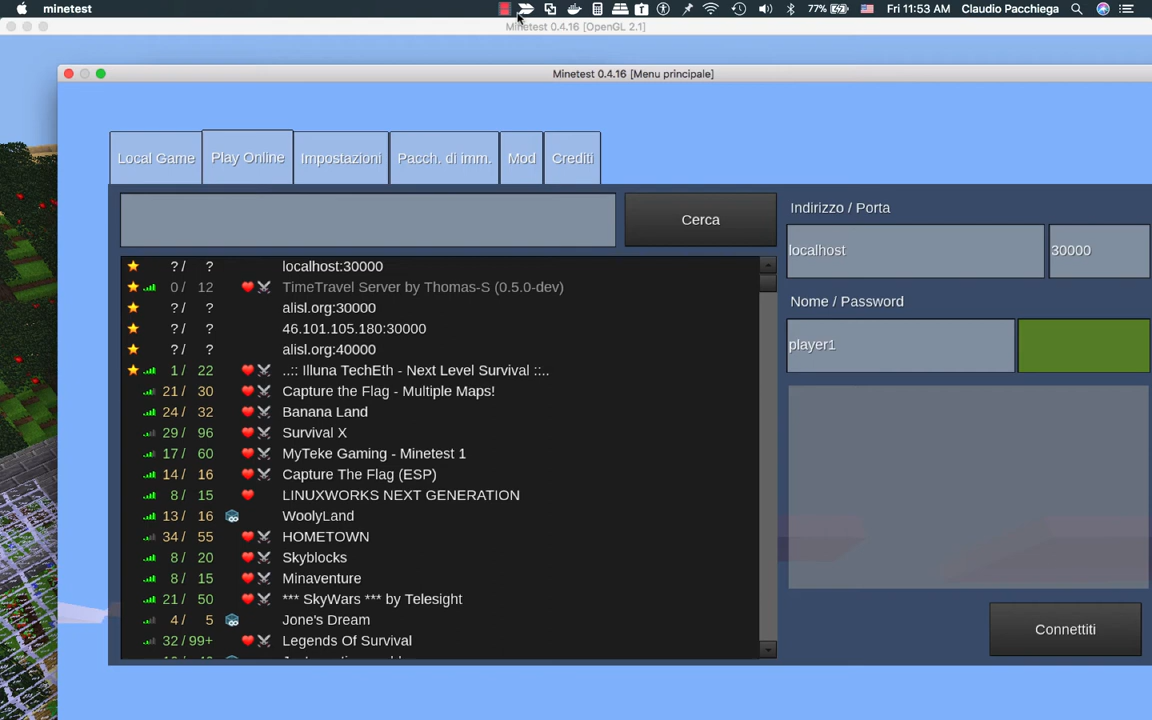 minetest 77% Fri 11:53 AM Claudio Pacchiega
Minetest 0.4.16 [OpenGL 2.1]
Minetest 0.4.16 [Menu principale]
Local Game Play Online Impostazioni Pacch. di imm. Mod Crediti
Cerca
Indirizzo / Porta
localhost 30000
Nome / Password
player1
? / ? localhost:30000
0 / 12 TimeTravel Server by Thomas-S (0.5.0-dev)
? / ? alisl.org:30000
? / ? 46.101.105.180:30000
? / ? alisl.org:40000
1 / 22 ..:: Illuna TechEth - Next Level Survival ::..
21 / 30 Capture the Flag - Multiple Maps!
24 / 32 Banana Land
29 / 96 Survival X
17 / 60 MyTeke Gaming - Minetest 1
14 / 16 Capture The Flag (ESP)
8 / 15 LINUXWORKS NEXT GENERATION
13 / 16 WoolyLand
34 / 55 HOMETOWN
8 / 20 Skyblocks
8 / 15 Minaventure
21 / 50 *** SkyWars *** by Telesight
4 / 5 Jone's Dream
32 / 99+ Legends Of Survival
Connettiti